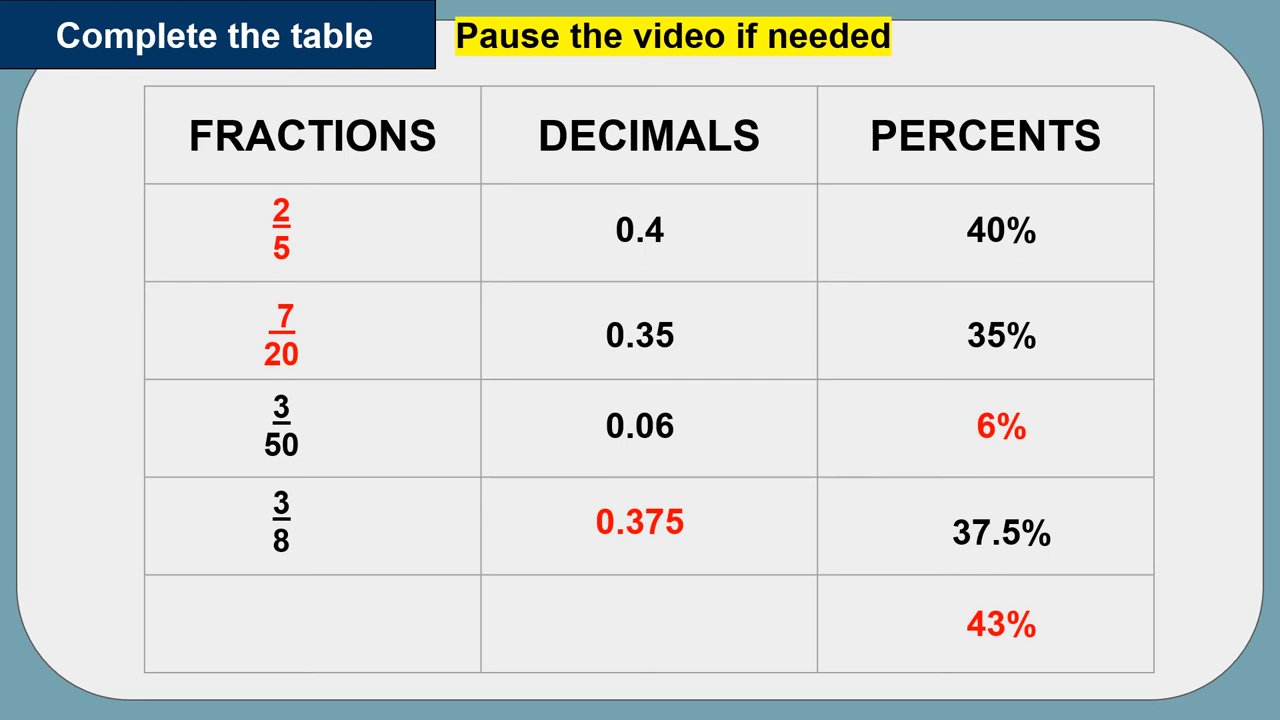 Complete the table Pause the video if needed
FRACTIONS DECIMALS PERCENTS
2/5 0.4 40%
7/20 0.35 35%
3/50 0.06 6%
3/8 0.375 37.5%
43%